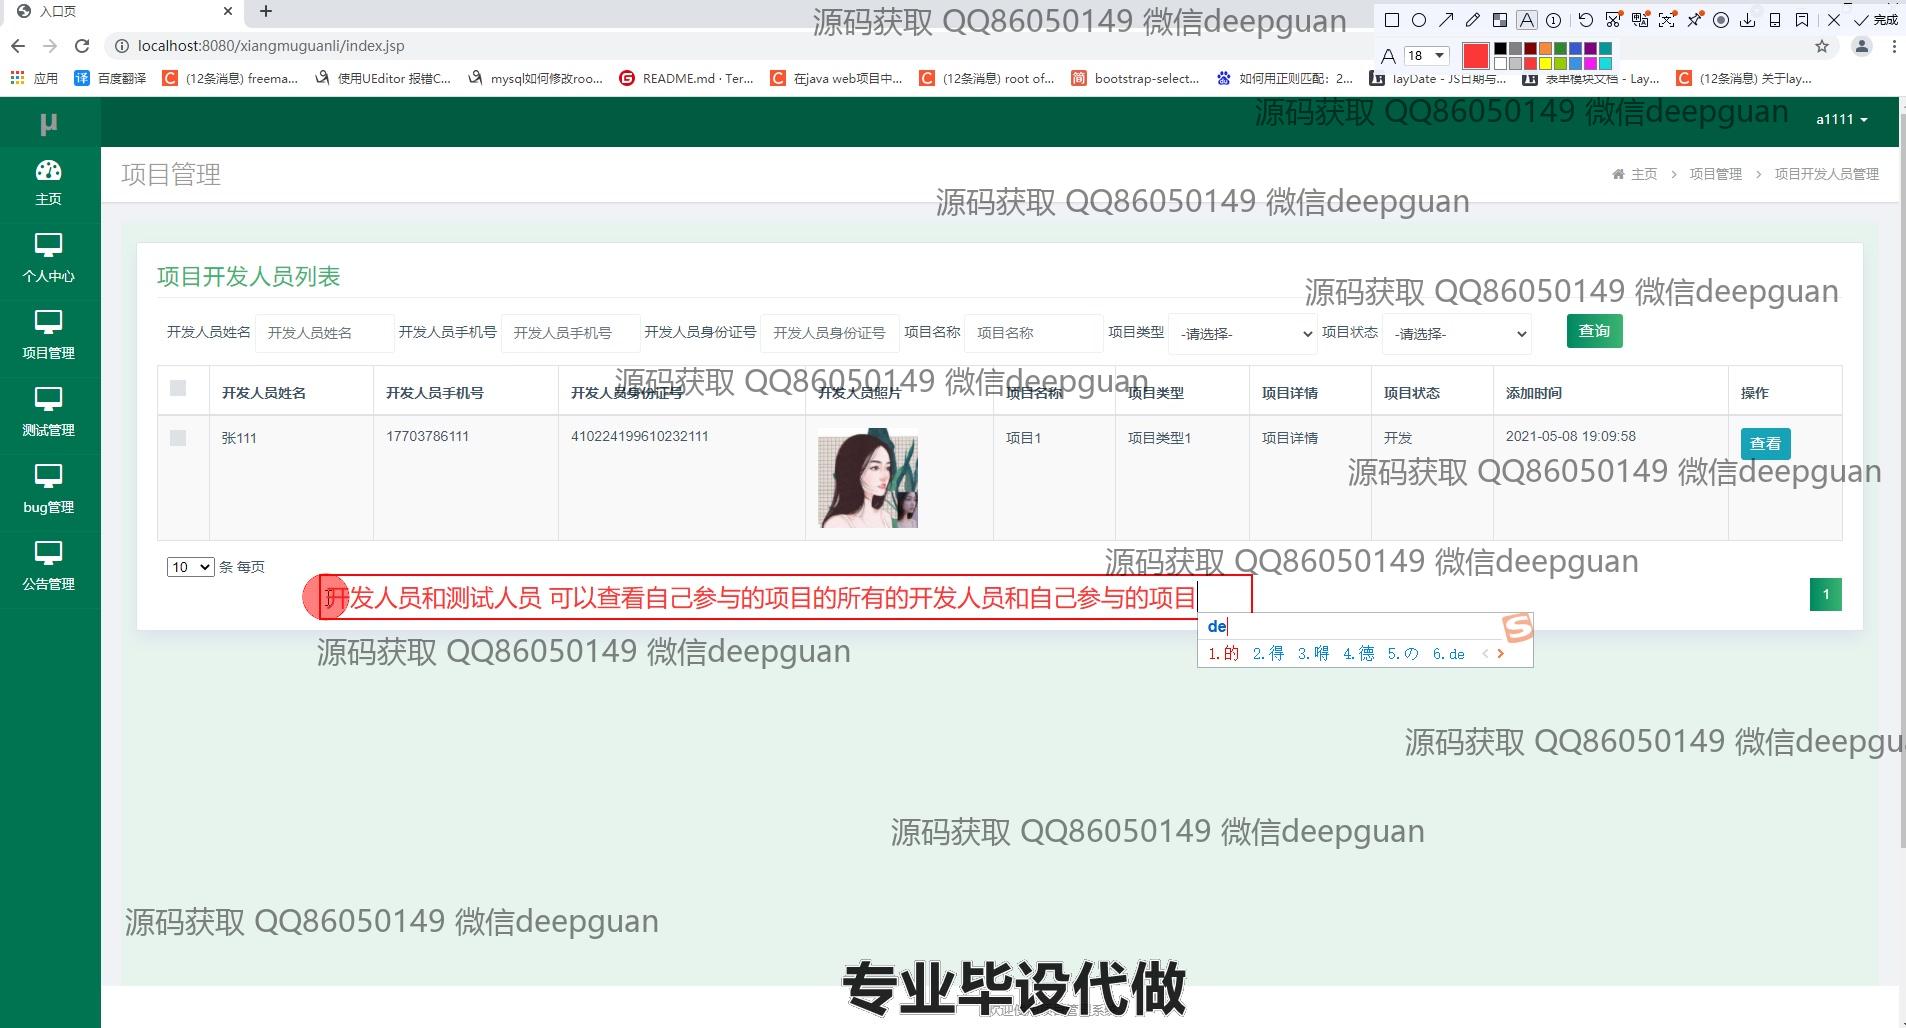 入口页
源码获取 QQ86050149 微信deepguan
完成
localhost:8080/xiangmuguanli/index.jsp
18
应用
百度翻译
(12条消息) freema...
使用UEditor 报错C...
mysql如何修改roo...
README.md · Ter...
在java web项目中...
(12条消息) root of...
bootstrap-select...
如何用正则匹配：2...
layDate - JS日期与...
表单模块文档 - Lay...
(12条消息) 关于lay...
μ
源码获取 QQ86050149 微信deepguan
a1111
主页
个人中心
项目管理
测试管理
bug管理
公告管理
项目管理
主页 > 项目管理 > 项目开发人员管理
源码获取 QQ86050149 微信deepguan
项目开发人员列表
源码获取 QQ86050149 微信deepguan
开发人员姓名 开发人员姓名 开发人员手机号 开发人员手机号 开发人员身份证号 开发人员身份证号 项目名称 项目名称 项目类型 -请选择- 项目状态 -请选择- 查询
源码获取 QQ86050149 微信deepguan
开发人员姓名 开发人员手机号 开发人员身份证号 开发人员照片 项目名称 项目类型 项目详情 项目状态 添加时间 操作
张111 17703786111 410224199610232111 项目1 项目类型1 项目详情 开发 2021-05-08 19:09:58 查看
源码获取 QQ86050149 微信deepguan
10 条 每页
源码获取 QQ86050149 微信deepguan
开发人员和测试人员 可以查看自己参与的项目的所有的开发人员和自己参与的项目
1
de
1.的 2.得 3.嘚 4.德 5.の 6.de
源码获取 QQ86050149 微信deepguan
源码获取 QQ86050149 微信deepgu
源码获取 QQ86050149 微信deepguan
源码获取 QQ86050149 微信deepguan
专业毕设代做